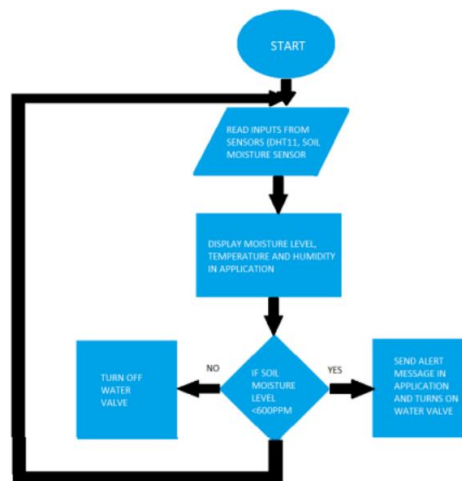 START
READ INPUTS FROM
SENSORS (DHT11, SOIL
MOISTURE SENSOR
DISPLAY MOISTURE LEVEL,
TEMPERATURE AND HUMIDITY
IN APPLICATION
NO
IF SOIL
MOISTURE
LEVEL
<600PPM
YES
TURN OFF
WATER
VALVE
SEND ALERT
MESSAGE IN
APPLICATION
AND TURNS ON
WATER VALVE